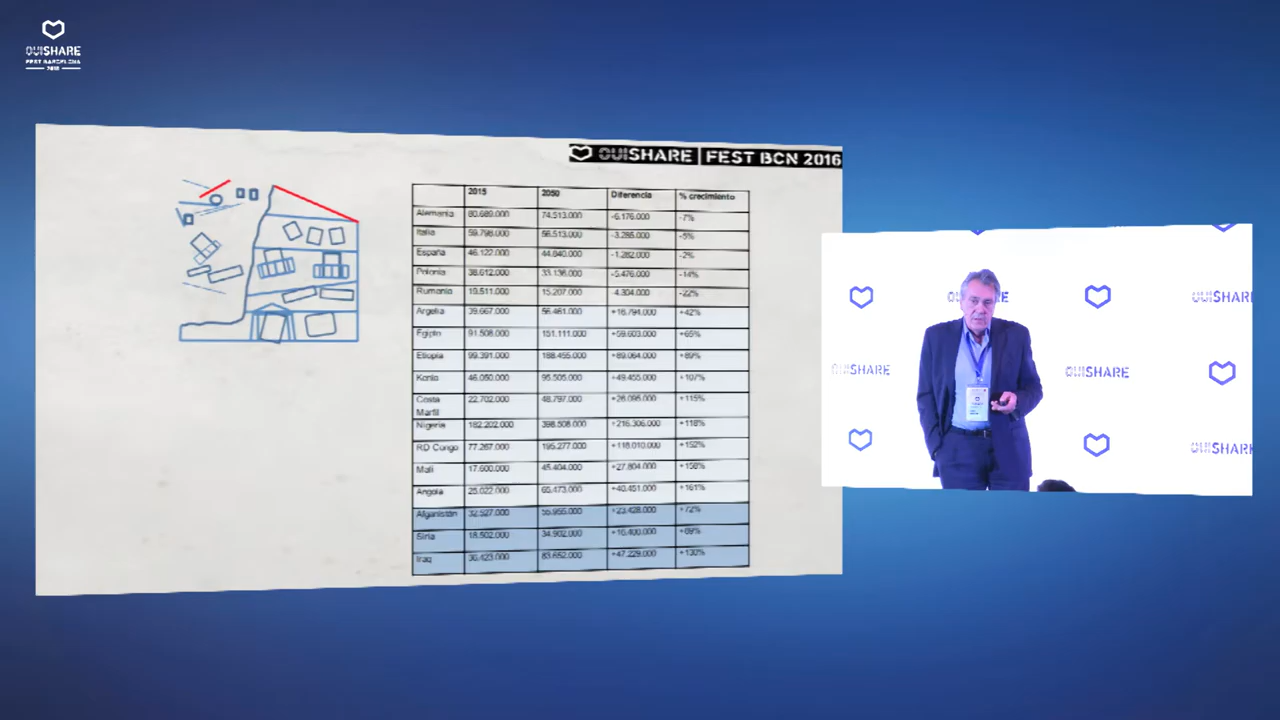 OUISHARE
FEST BARCELONA
2016
OUISHARE FEST BCN 2016
2015 2050 Diferencia % crecimiento
Alemania 80.689.000 74.513.000 -6.176.000 -7%
Italia 59.798.000 56.513.000 -3.285.000 -5%
España 46.122.000 44.840.000 -1.282.000 -2%
Polonia 38.612.000 33.136.000 -5.476.000 -14%
Rumania 19.511.000 15.207.000 -4.304.000 -22%
Argelia 39.667.000 56.461.000 +16.794.000 +42%
Egipto 91.508.000 151.111.000 +59.603.000 +65%
Etiopia 99.391.000 188.455.000 +89.064.000 +89%
Kenia 46.050.000 95.505.000 +49.455.000 +107%
Costa Marfil 22.702.000 48.797.000 +26.095.000 +115%
Nigeria 182.202.000 398.508.000 +216.306.000 +118%
RD Congo 77.267.000 195.277.000 +118.010.000 +152%
Mali 17.600.000 45.404.000 +27.804.000 +158%
Angola 25.022.000 65.473.000 +40.451.000 +161%
Afganistán 32.527.000 55.955.000 +23.428.000 +72%
Siria 18.502.000 34.902.000 +16.400.000 +89%
Iraq 36.423.000 83.652.000 +47.229.000 +130%
OUISHARE
OUISHARE
OUISHARE
OUISHARE